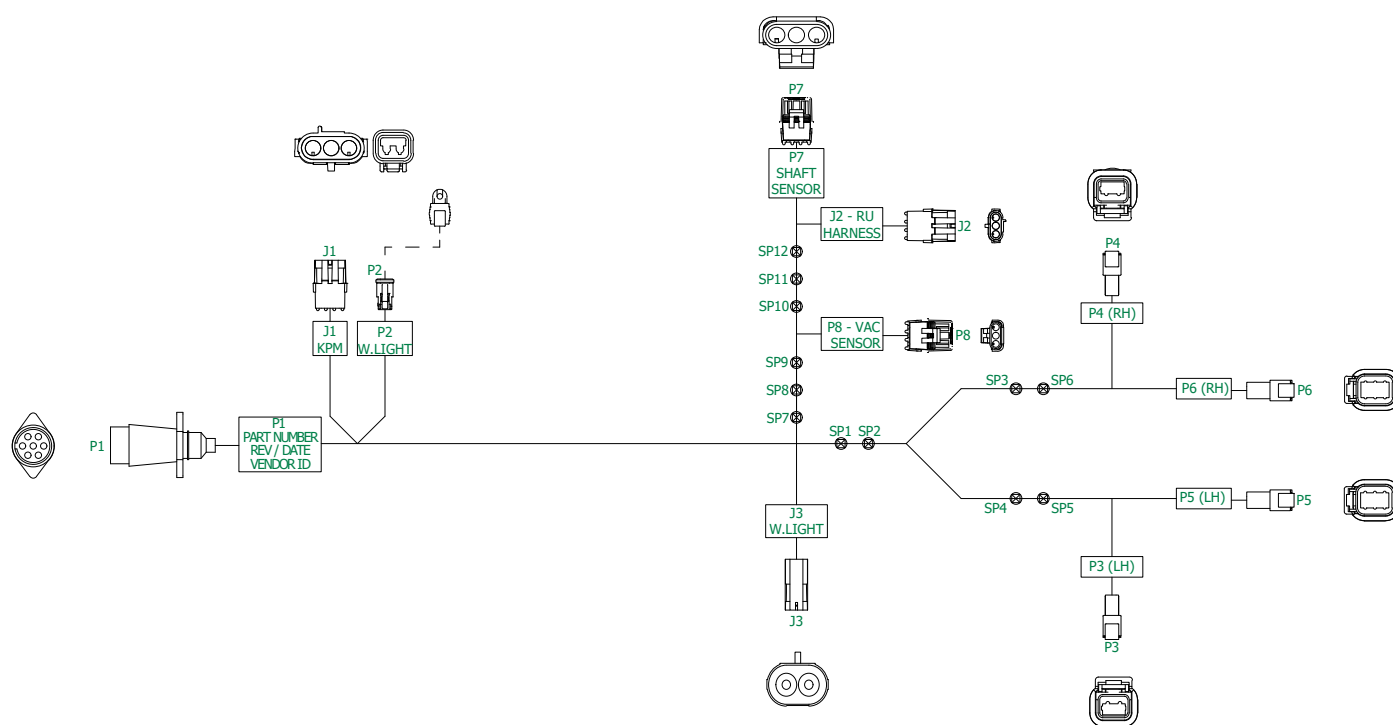 P7
P7
SHAFT
SENSOR
J2 - RU
HARNESS
J2
SP12
SP11
SP10
P8 - VAC
SENSOR
P8
SP9
SP8
SP7
J1
P2
J1
KPM
P2
W.LIGHT
P4
P4 (RH)
SP3
SP6
P6 (RH)
P6
P1
P1
PART NUMBER
REV / DATE
VENDOR ID
SP1
SP2
SP4
SP5
P5 (LH)
P5
J3
W.LIGHT
J3
P3 (LH)
P3